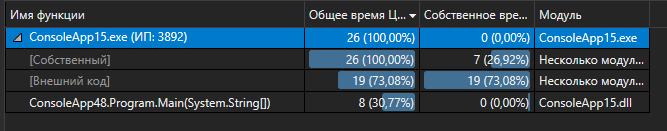 Имя функции Общее время Ц... Собственное вре... Модуль
ConsoleApp15.exe (ИП: 3892) 26 (100,00%) 0 (0,00%) ConsoleApp15.exe
[Собственный] 26 (100,00%) 7 (26,92%) Несколько модул...
[Внешний код] 19 (73,08%) 19 (73,08%) Несколько модул...
ConsoleApp48.Program.Main(System.String[]) 8 (30,77%) 0 (0,00%) ConsoleApp15.dll